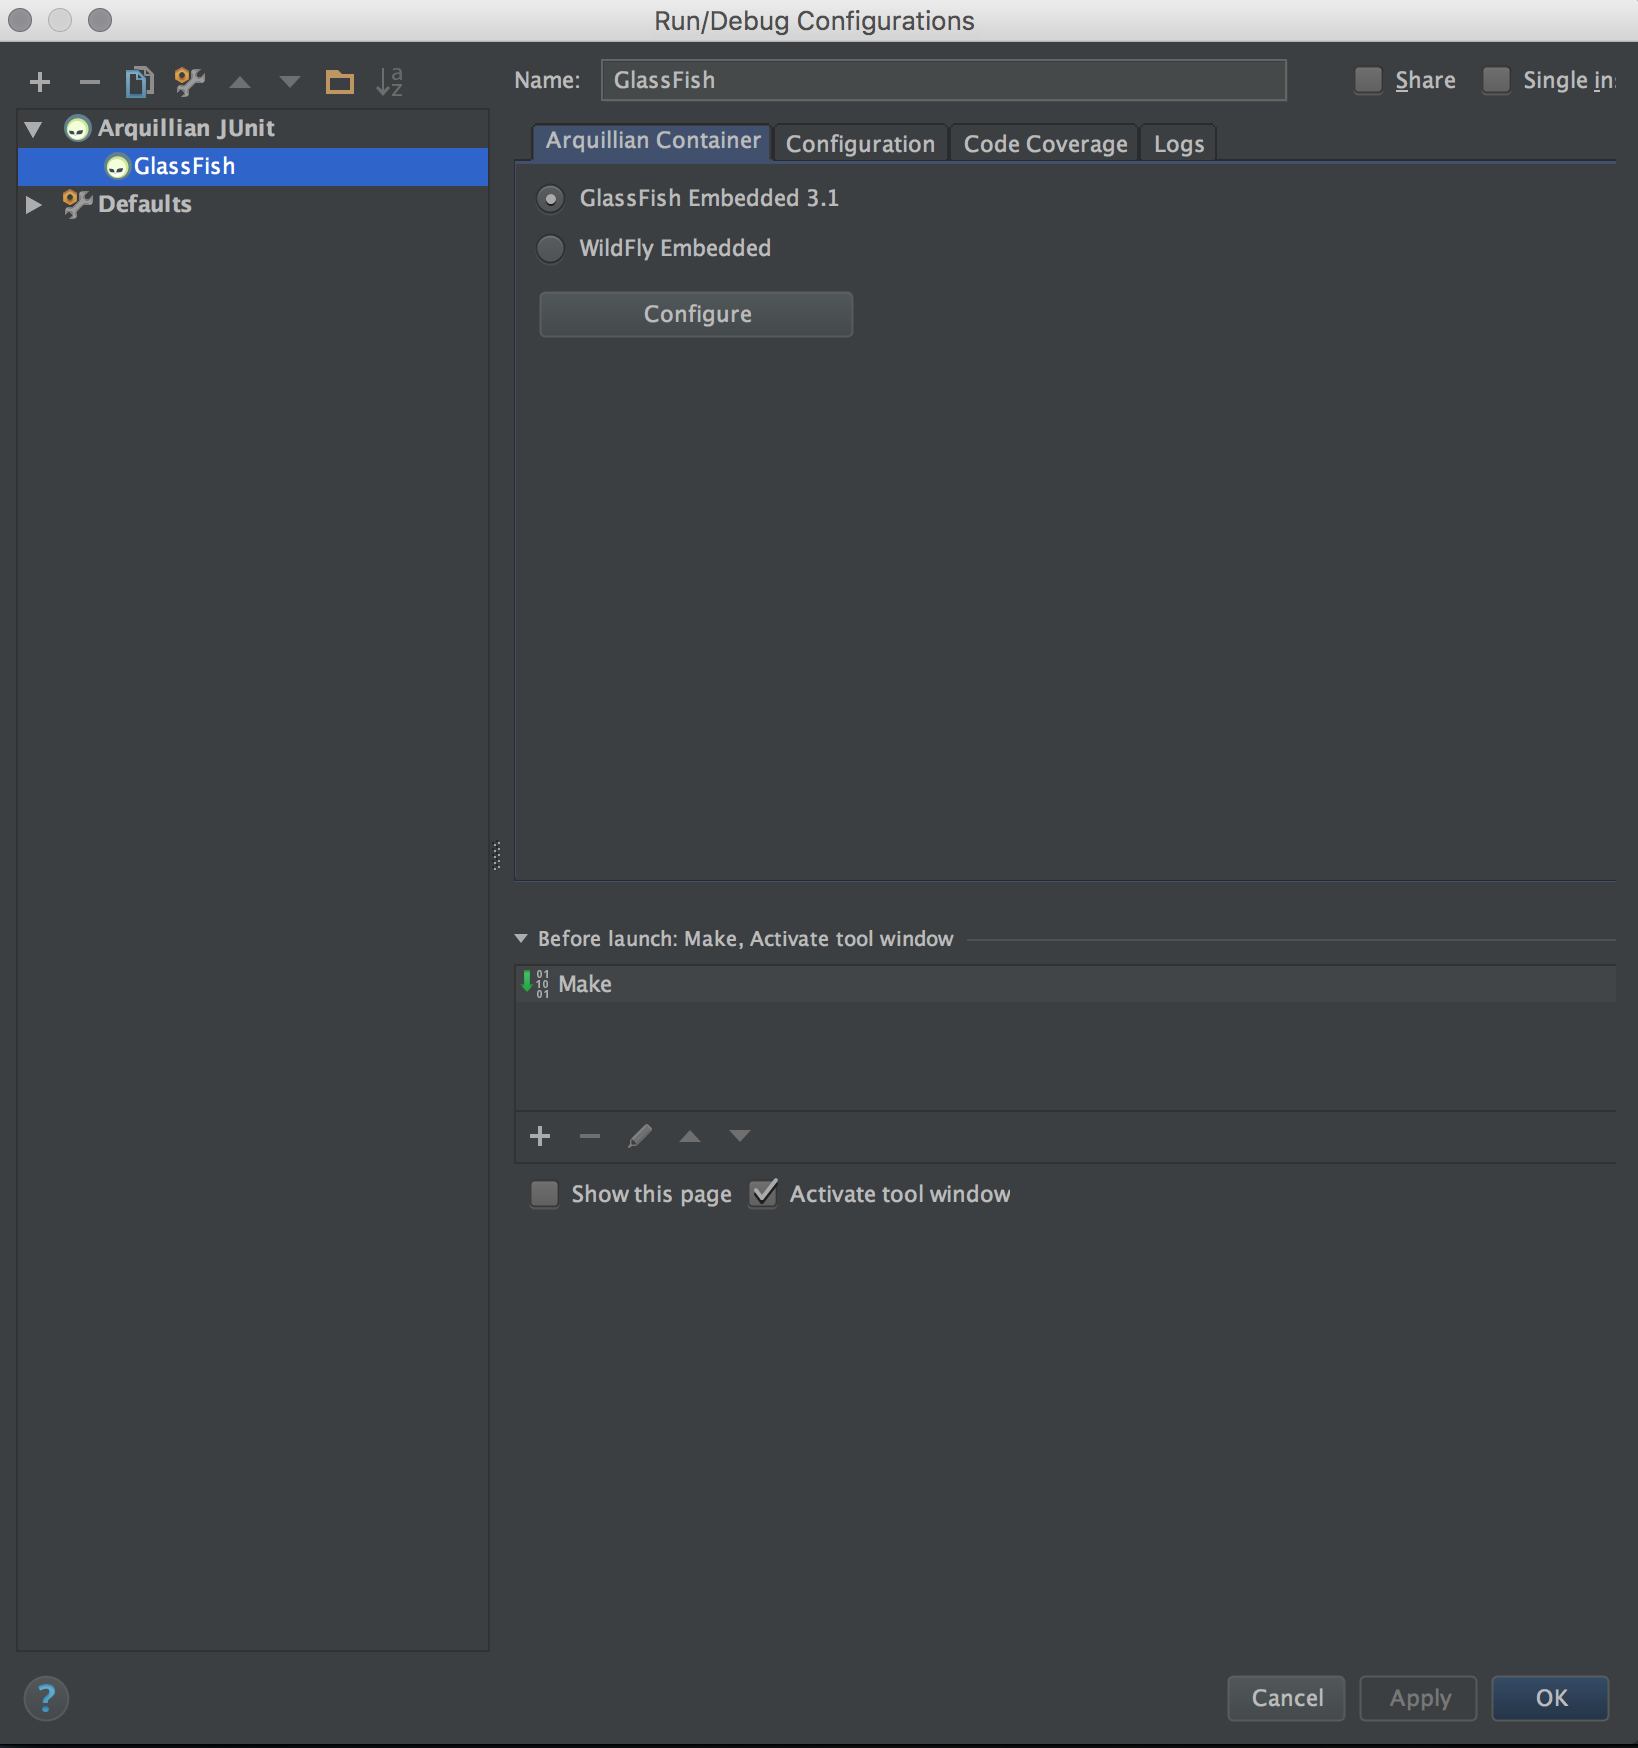 Run/Debug Configurations
Name: GlassFish Share Single in
Arquillian JUnit
GlassFish
Defaults
Arquillian Container Configuration Code Coverage Logs
GlassFish Embedded 3.1
WildFly Embedded
Configure
Before launch: Make, Activate tool window
Make
Show this page Activate tool window
? Cancel Apply OK